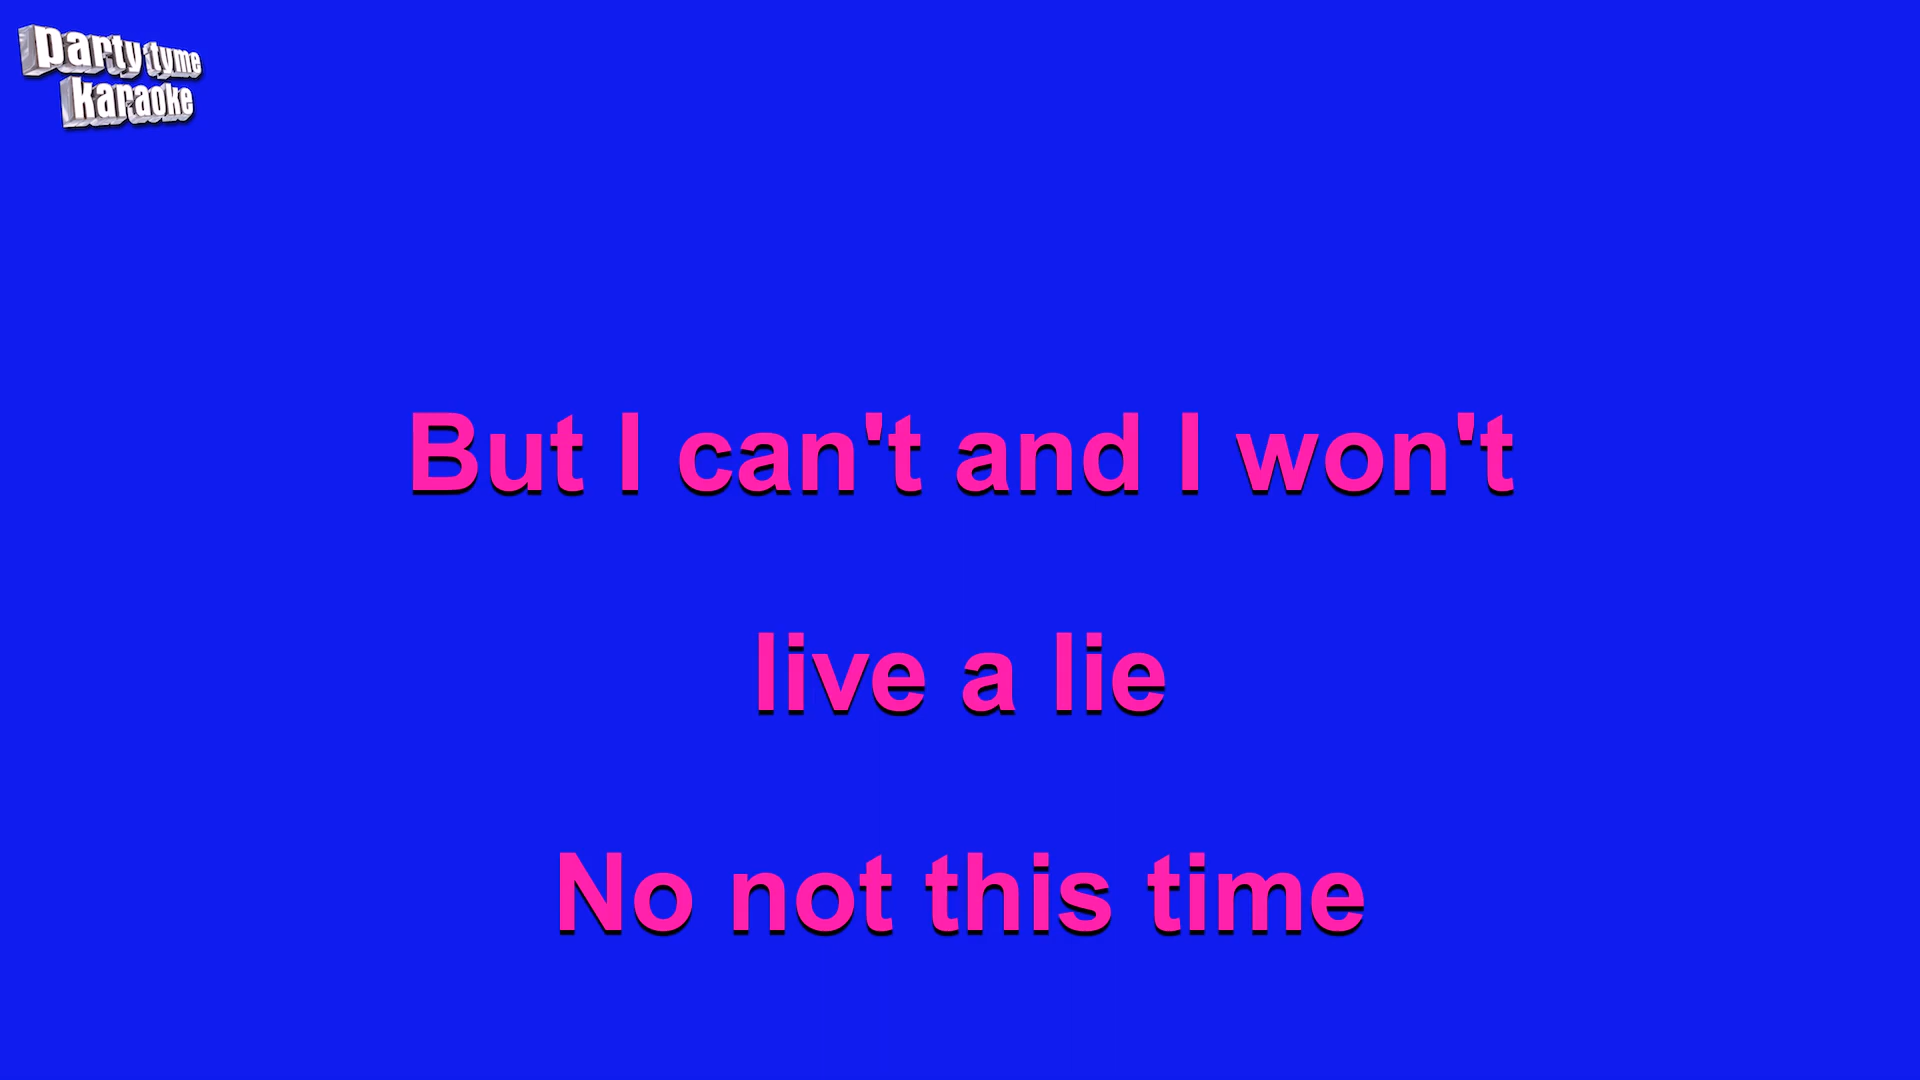 party tyme
karaoke
But I can't and I won't
live a lie
No not this time